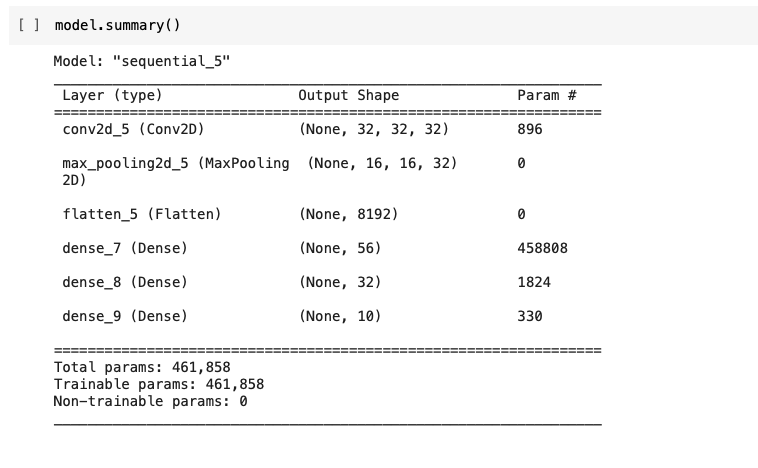 [ ] model.summary()
Model: "sequential_5"
Layer (type) Output Shape Param #
=================================================================
conv2d_5 (Conv2D) (None, 32, 32, 32) 896
max_pooling2d_5 (MaxPooling (None, 16, 16, 32) 0
2D)
flatten_5 (Flatten) (None, 8192) 0
dense_7 (Dense) (None, 56) 458808
dense_8 (Dense) (None, 32) 1824
dense_9 (Dense) (None, 10) 330
=================================================================
Total params: 461,858
Trainable params: 461,858
Non-trainable params: 0